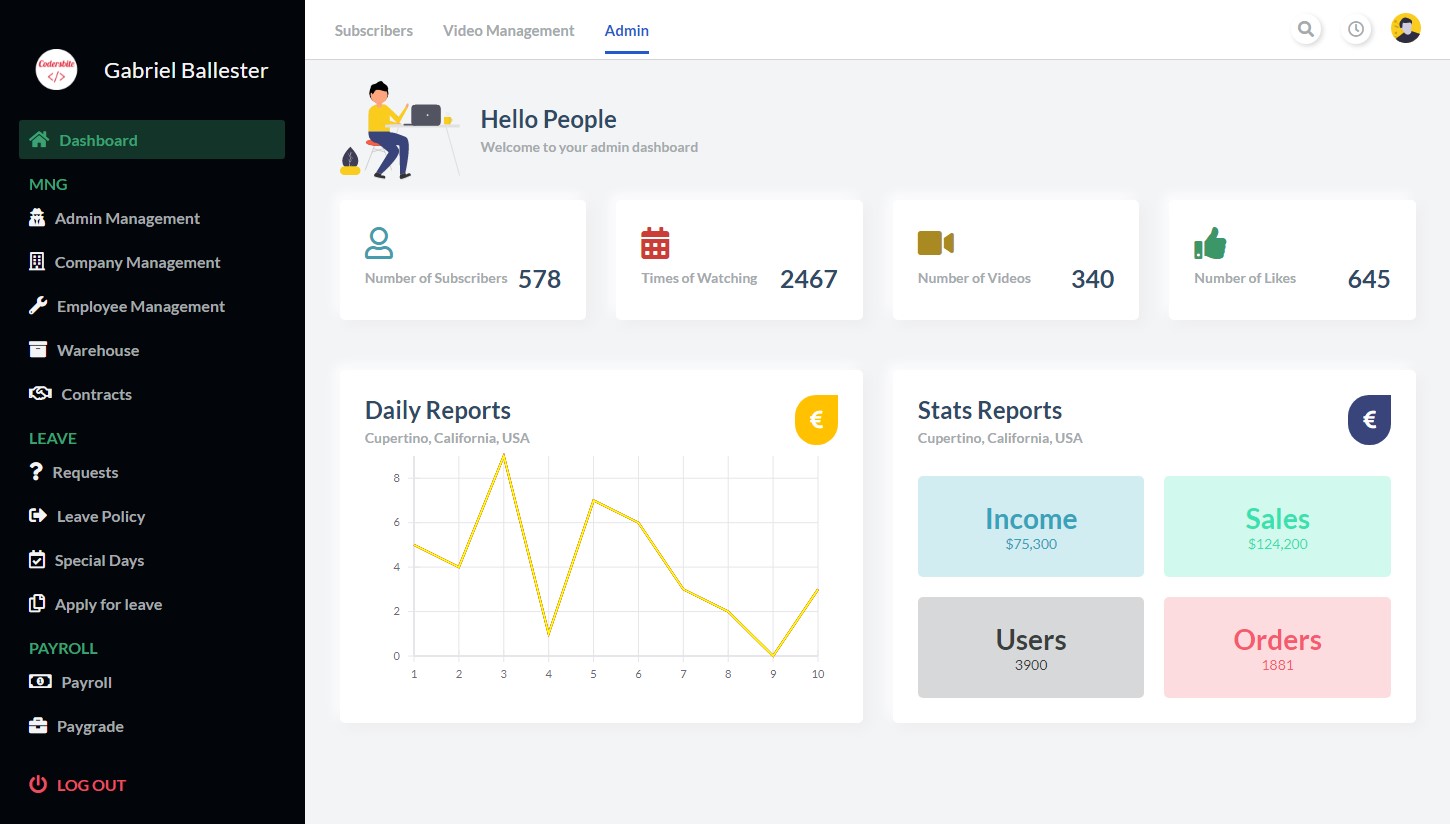 Codersbite
</>
Gabriel Ballester
Dashboard
MNG
Admin Management
Company Management
Employee Management
Warehouse
Contracts
LEAVE
Requests
Leave Policy
Special Days
Apply for leave
PAYROLL
Payroll
Paygrade
LOG OUT
Subscribers
Video Management
Admin
Hello People
Welcome to your admin dashboard
Number of Subscribers 578
Times of Watching 2467
Number of Videos 340
Number of Likes 645
Daily Reports
Cupertino, California, USA
€
8
6
4
2
0
1 2 3 4 5 6 7 8 9 10
Stats Reports
Cupertino, California, USA
€
Income
$75,300
Sales
$124,200
Users
3900
Orders
1881